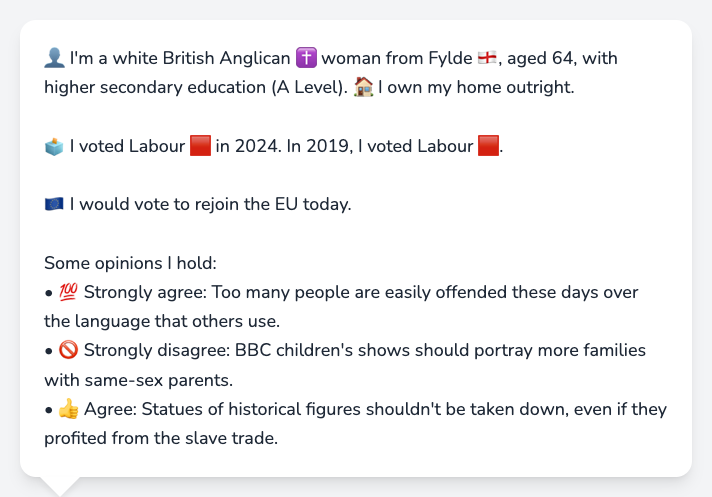 👤 I'm a white British Anglican ✝️ woman from Fylde 🏴󠁧󠁢󠁥󠁮󠁧󠁿, aged 64, with
higher secondary education (A Level). 🏠 I own my home outright.
🗳️ I voted Labour 🟥 in 2024. In 2019, I voted Labour 🟥.
🇪🇺 I would vote to rejoin the EU today.
Some opinions I hold:
• 💯 Strongly agree: Too many people are easily offended these days over
the language that others use.
• 🚫 Strongly disagree: BBC children's shows should portray more families
with same-sex parents.
• 👍 Agree: Statues of historical figures shouldn't be taken down, even if they
profited from the slave trade.